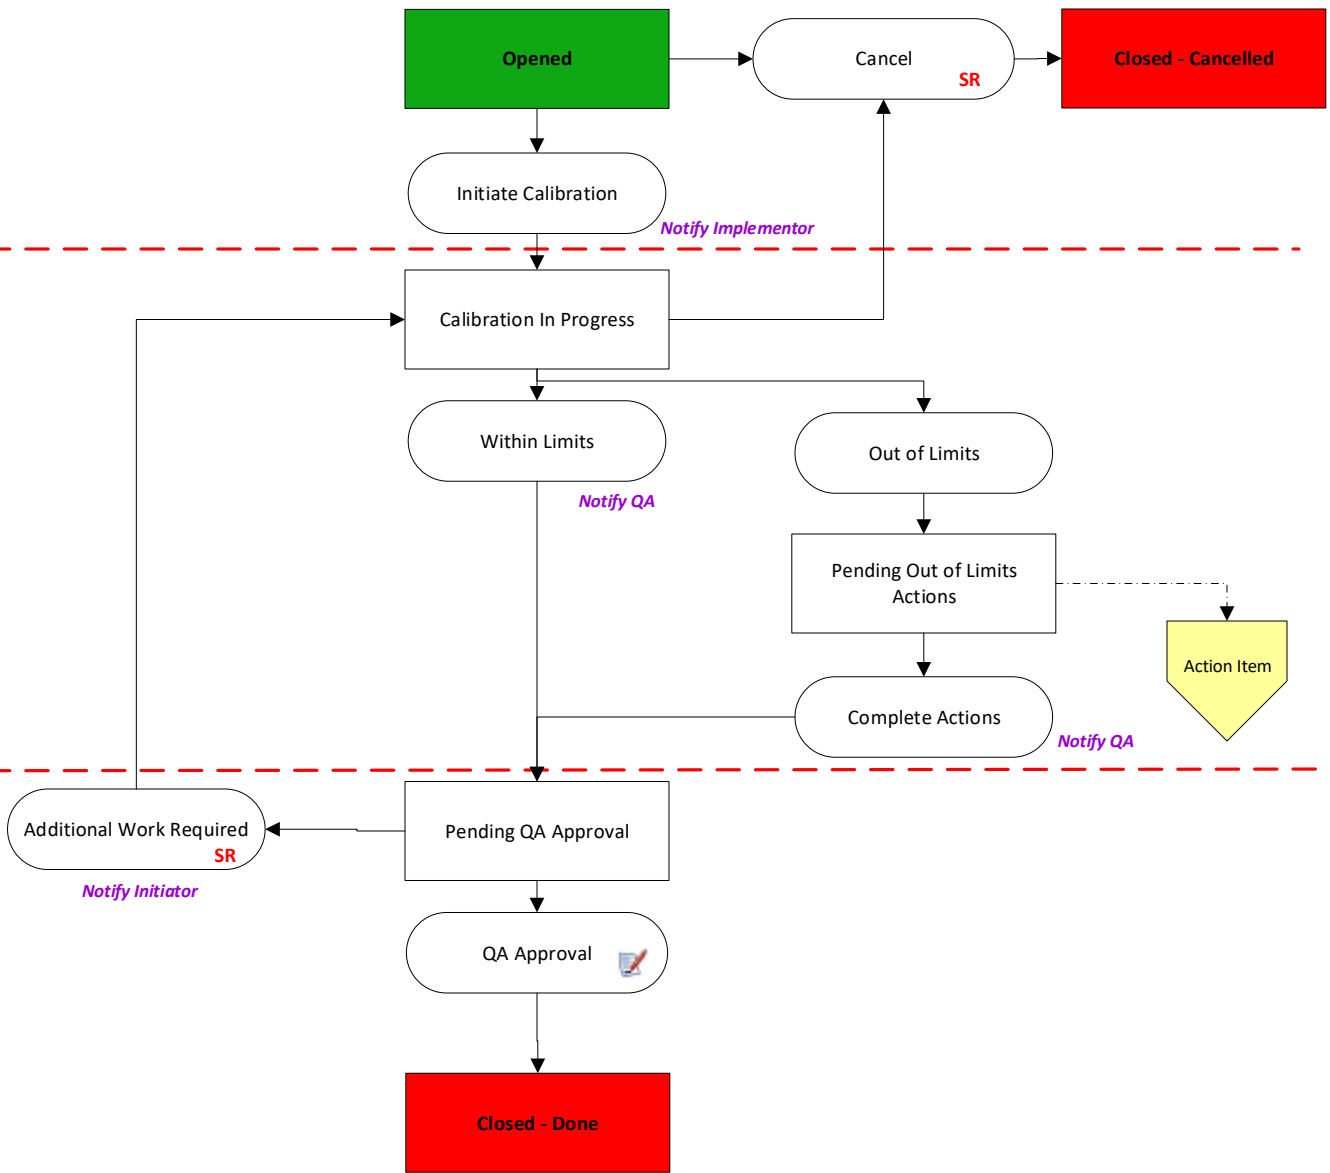 Opened
Cancel
SR
Closed - Cancelled
Initiate Calibration
Notify Implementor
Calibration In Progress
Within Limits
Out of Limits
Notify QA
Pending Out of Limits
Actions
Action Item
Complete Actions
Notify QA
Additional Work Required
SR
Pending QA Approval
Notify Initiator
QA Approval
Closed - Done